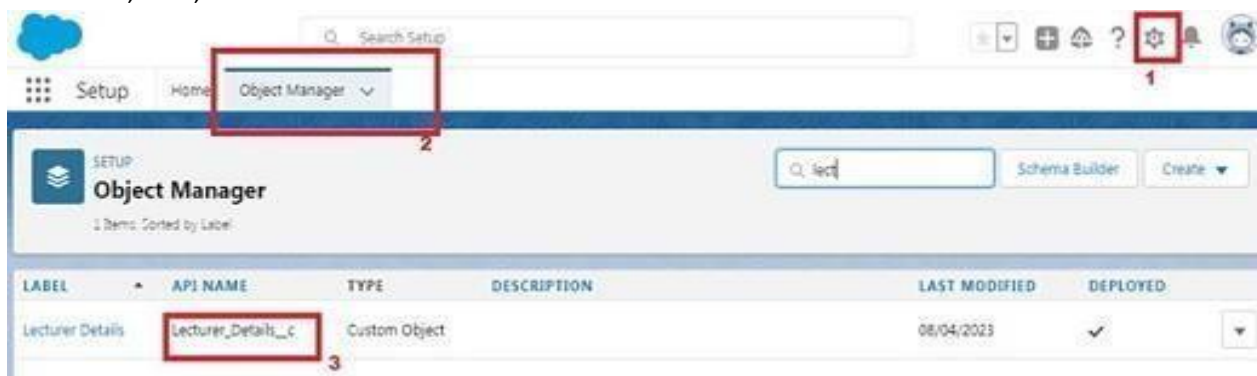 Search Setup
?
1
Setup Home Object Manager
2
SETUP
Object Manager
1 Items. Sorted by Label
lect
Schema Builder
Create
LABEL API NAME TYPE DESCRIPTION LAST MODIFIED DEPLOYED
Lecturer Details Lecturer_Details__c Custom Object 08/04/2023
3